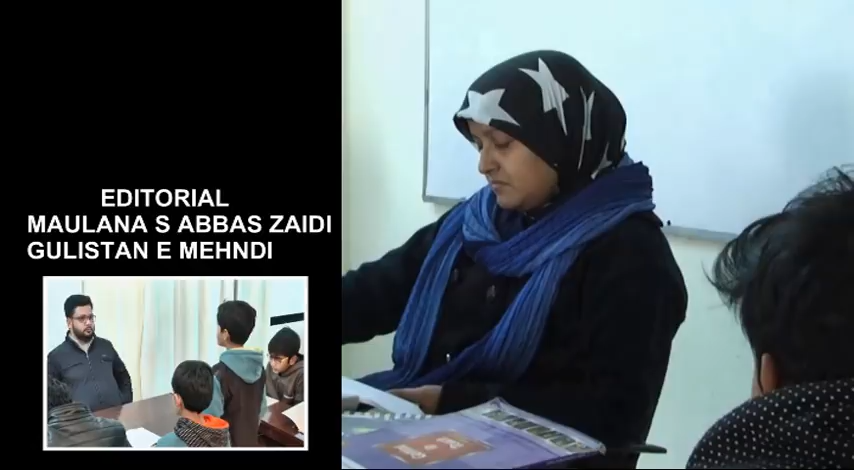 EDITORIAL
MAULANA S ABBAS ZAIDI
GULISTAN E MEHNDI